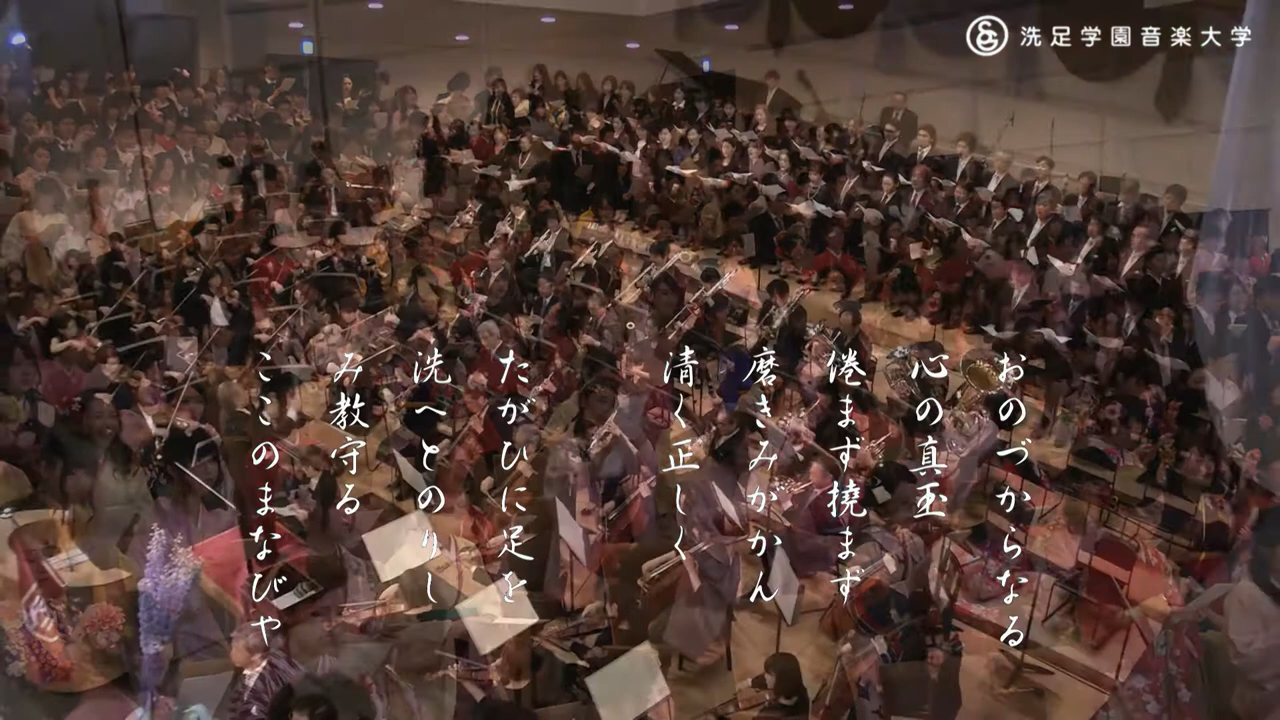 洗足学園音楽大学
おのづからなる
心の真玉
倦まず撓まず
磨きみがかん
清く正しく
たがひに足を
洗へとのりし
み教守る
ここのまなびや